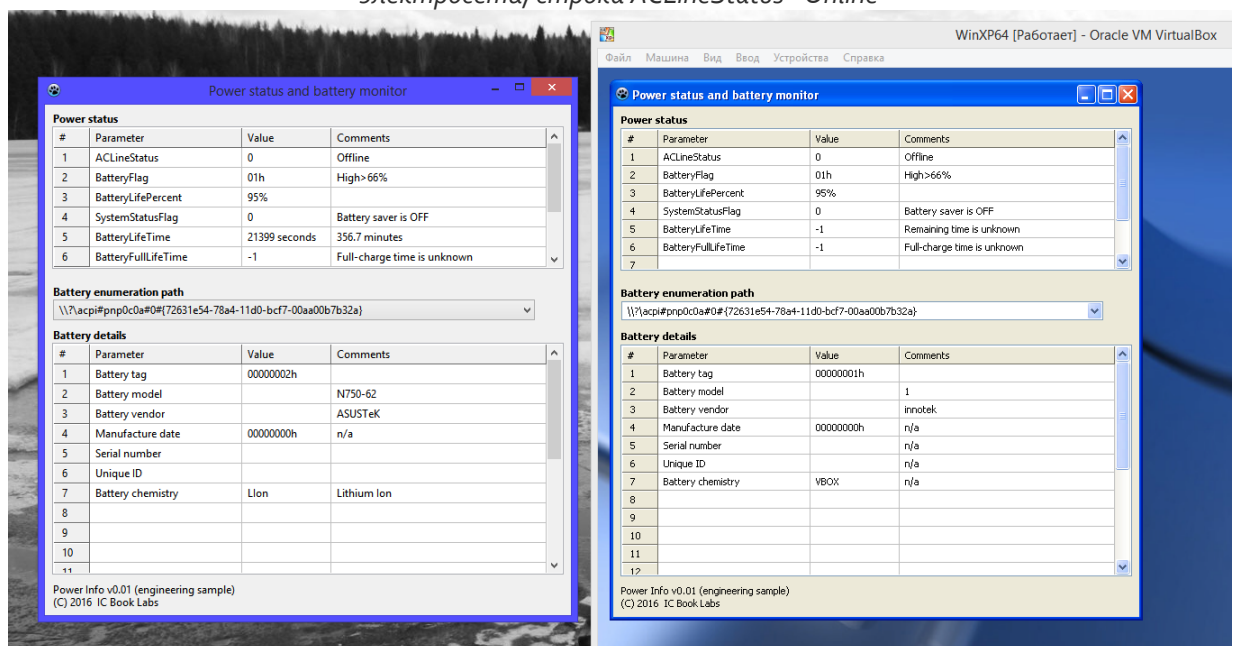 электросети, строка ACLineStatus - Online
Power status and battery monitor
Power status
# Parameter Value Comments
1 ACLineStatus 0 Offline
2 BatteryFlag 01h High>66%
3 BatteryLifePercent 95%
4 SystemStatusFlag 0 Battery saver is OFF
5 BatteryLifeTime 21399 seconds 356.7 minutes
6 BatteryFullLifeTime -1 Full-charge time is unknown
Battery enumeration path
\\?\acpi#pnp0c0a#0#{72631e54-78a4-11d0-bcf7-00aa00b7b32a}
Battery details
# Parameter Value Comments
1 Battery tag 00000002h
2 Battery model N750-62
3 Battery vendor ASUSTeK
4 Manufacture date 00000000h n/a
5 Serial number
6 Unique ID
7 Battery chemistry LIon Lithium Ion
8
9
10
11
Power Info v0.01 (engineering sample)
(C) 2016 IC Book Labs
WinXP64 [Работает] - Oracle VM VirtualBox
Файл Машина Вид Ввод Устройства Справка
Power status and battery monitor
Power status
# Parameter Value Comments
1 ACLineStatus 0 Offline
2 BatteryFlag 01h High>66%
3 BatteryLifePercent 95%
4 SystemStatusFlag 0 Battery saver is OFF
5 BatteryLifeTime -1 Remaining time is unknown
6 BatteryFullLifeTime -1 Full-charge time is unknown
7
Battery enumeration path
\\?\acpi#pnp0c0a#0#{72631e54-78a4-11d0-bcf7-00aa00b7b32a}
Battery details
# Parameter Value Comments
1 Battery tag 00000001h
2 Battery model 1
3 Battery vendor innotek
4 Manufacture date 00000000h n/a
5 Serial number n/a
6 Unique ID n/a
7 Battery chemistry VBOX n/a
8
9
10
11
12
Power Info v0.01 (engineering sample)
(C) 2016 IC Book Labs